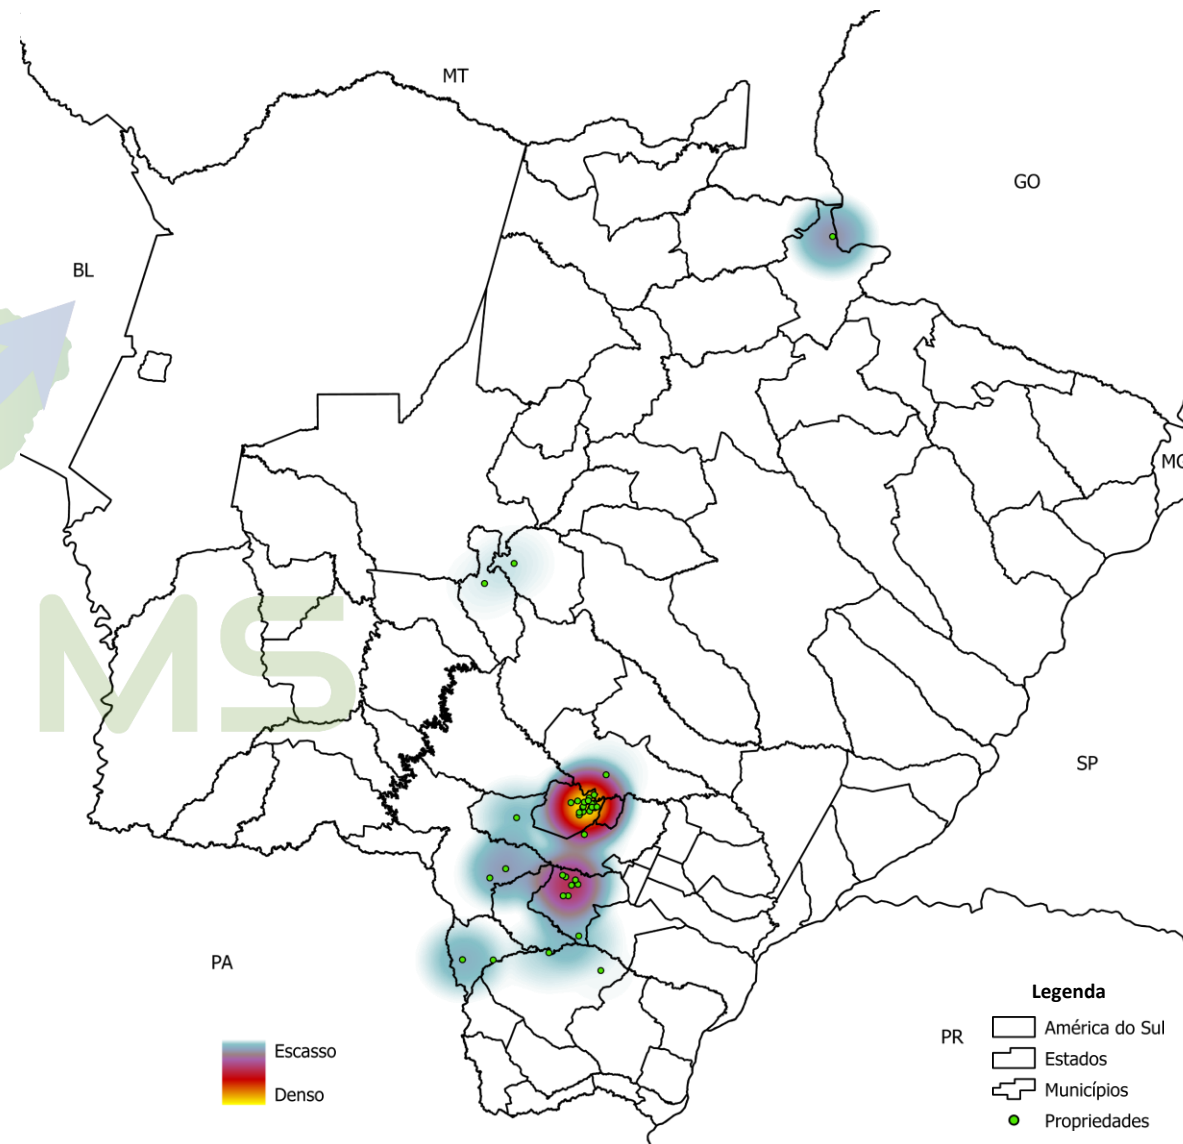 MT
GO
BL
MG
MS
SP
PA
Legenda
PR
América do Sul
Estados
Municípios
Propriedades
Escasso
Denso